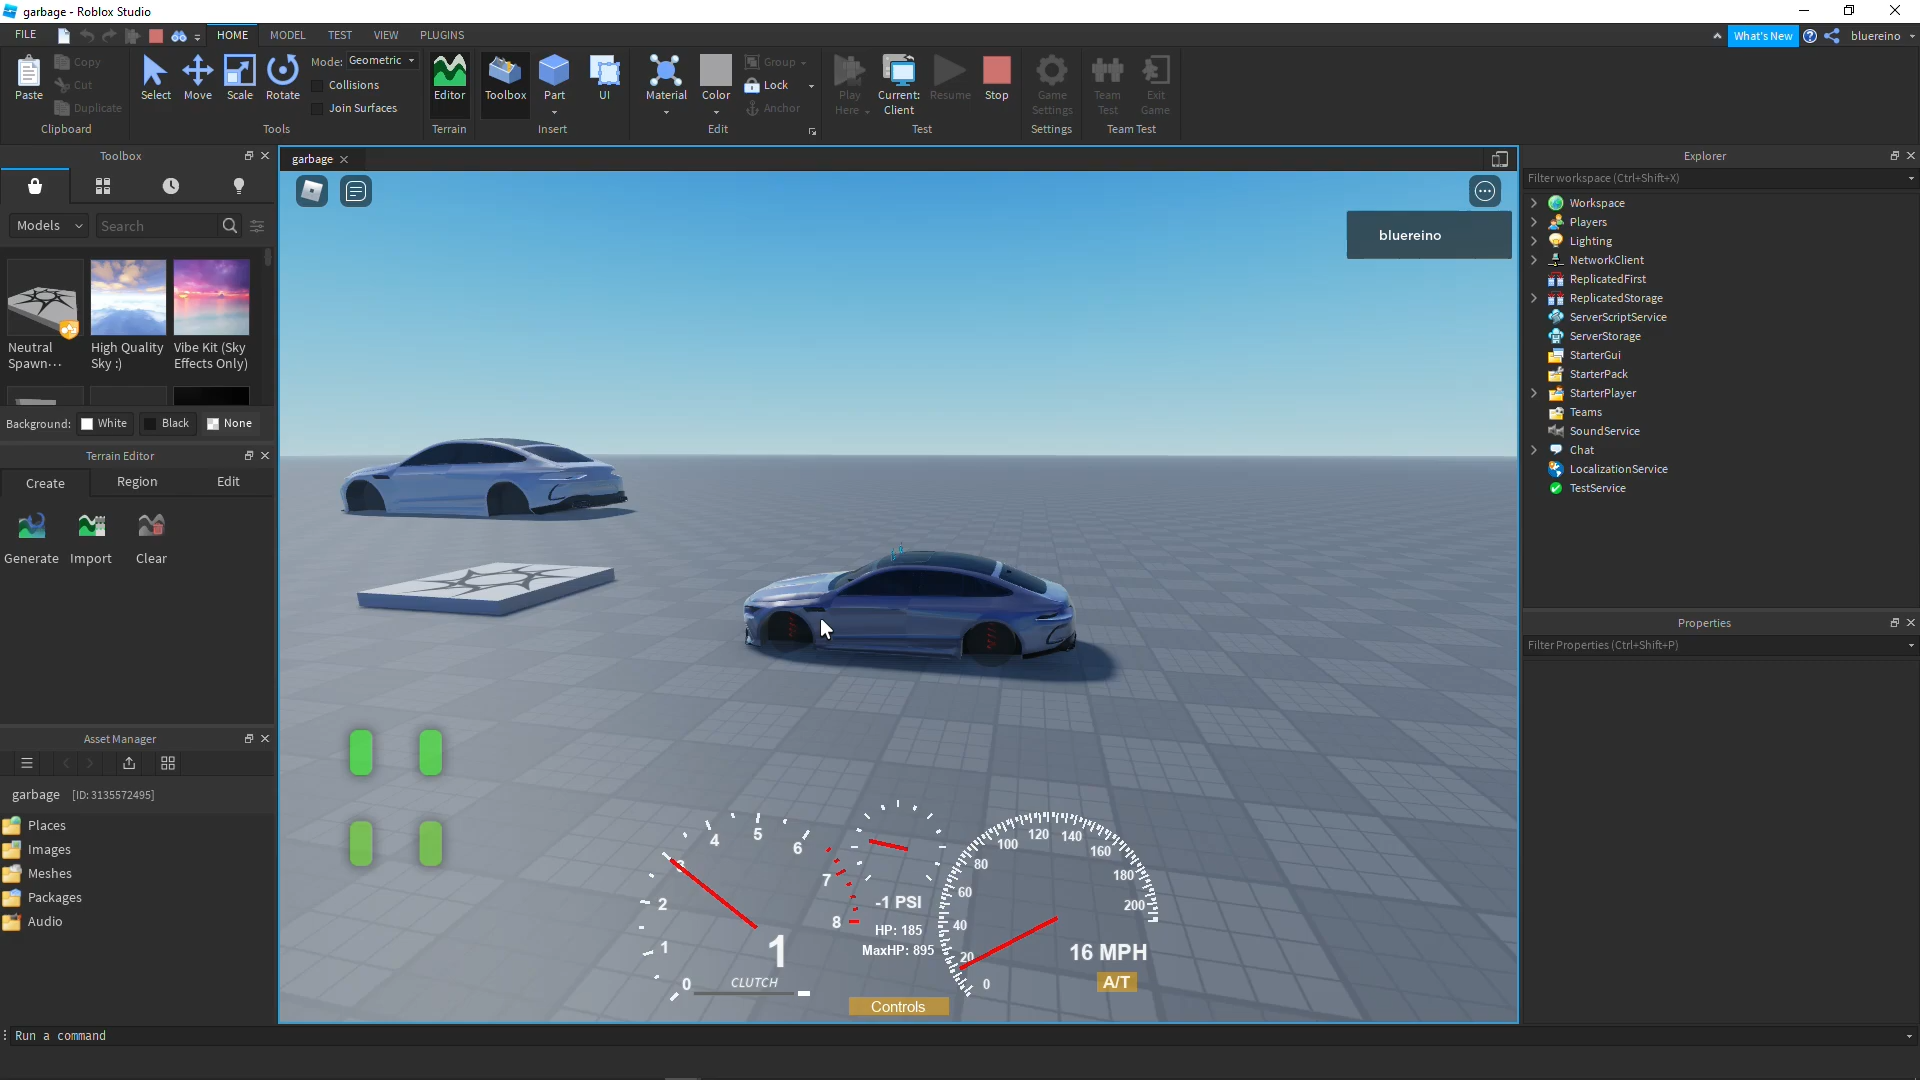 garbage - Roblox Studio
FILE
HOME
MODEL
TEST
VIEW
PLUGINS
What's New
bluereino
Paste
Copy
Cut
Duplicate
Clipboard
Select
Move
Scale
Rotate
Mode: Geometric
Collisions
Join Surfaces
Tools
Editor
Terrain
Toolbox
Part
UI
Insert
Material
Color
Group
Lock
Anchor
Edit
Play
Here
Current:
Client
Resume
Stop
Test
Game
Settings
Settings
Team
Test
Exit
Game
Team Test
Toolbox
Models
Search
Neutral
Spawn...
High Quality
Sky :)
Vibe Kit (Sky
Effects Only)
Background:
White
Black
None
Terrain Editor
Create
Region
Edit
Generate
Import
Clear
Asset Manager
garbage [ID: 3135572495]
Places
Images
Meshes
Packages
Audio
garbage
bluereino
0
1
2
3
4
5
6
7
8
1
CLUTCH
-1 PSI
HP: 185
MaxHP: 895
0
20
40
60
80
100
120
140
160
180
200
16 MPH
A/T
Controls
Explorer
Filter workspace (Ctrl+Shift+X)
Workspace
Players
Lighting
NetworkClient
ReplicatedFirst
ReplicatedStorage
ServerScriptService
ServerStorage
StarterGui
StarterPack
StarterPlayer
Teams
SoundService
Chat
LocalizationService
TestService
Properties
Filter Properties (Ctrl+Shift+P)
Run a command